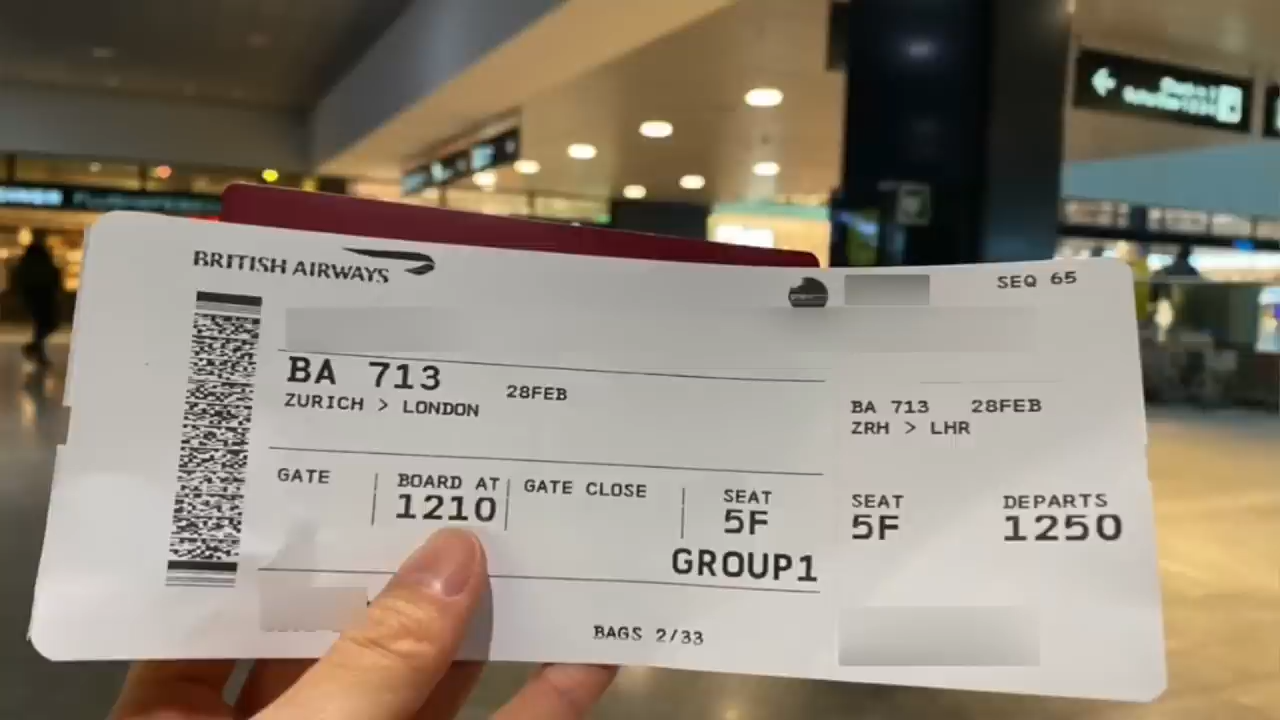 BRITISH AIRWAYS
SEQ 65
BA 713 28FEB
ZURICH > LONDON
BA 713 28FEB
ZRH > LHR
GATE
BOARD AT
1210
GATE CLOSE
SEAT
5F
GROUP1
SEAT
5F
DEPARTS
1250
BAGS 2/33